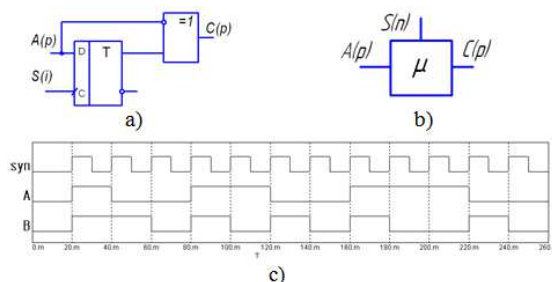 =1
A(p)
C(p)
D
T
S(i)
C
a)
S(n)
A(p)
μ
C(p)
b)
syn
A
B
0.m 20.m 40.m 60.m 80.m 100.m 120.m 140.m 160.m 180.m 200.m 220.m 240.m 260.
T
c)